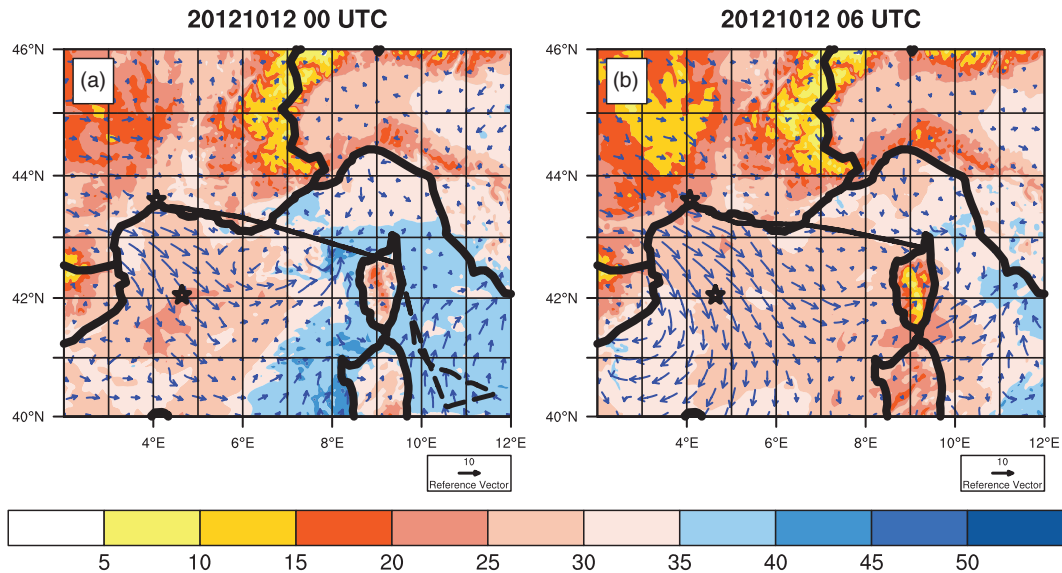 20121012 00 UTC
20121012 06 UTC
46°N
(a)
44°N
42°N
40°N
4°E
6°E
8°E
10°E
12°E
10
Reference Vector
46°N
(b)
44°N
42°N
40°N
4°E
6°E
8°E
10°E
12°E
10
Reference Vector
5
10
15
20
25
30
35
40
45
50